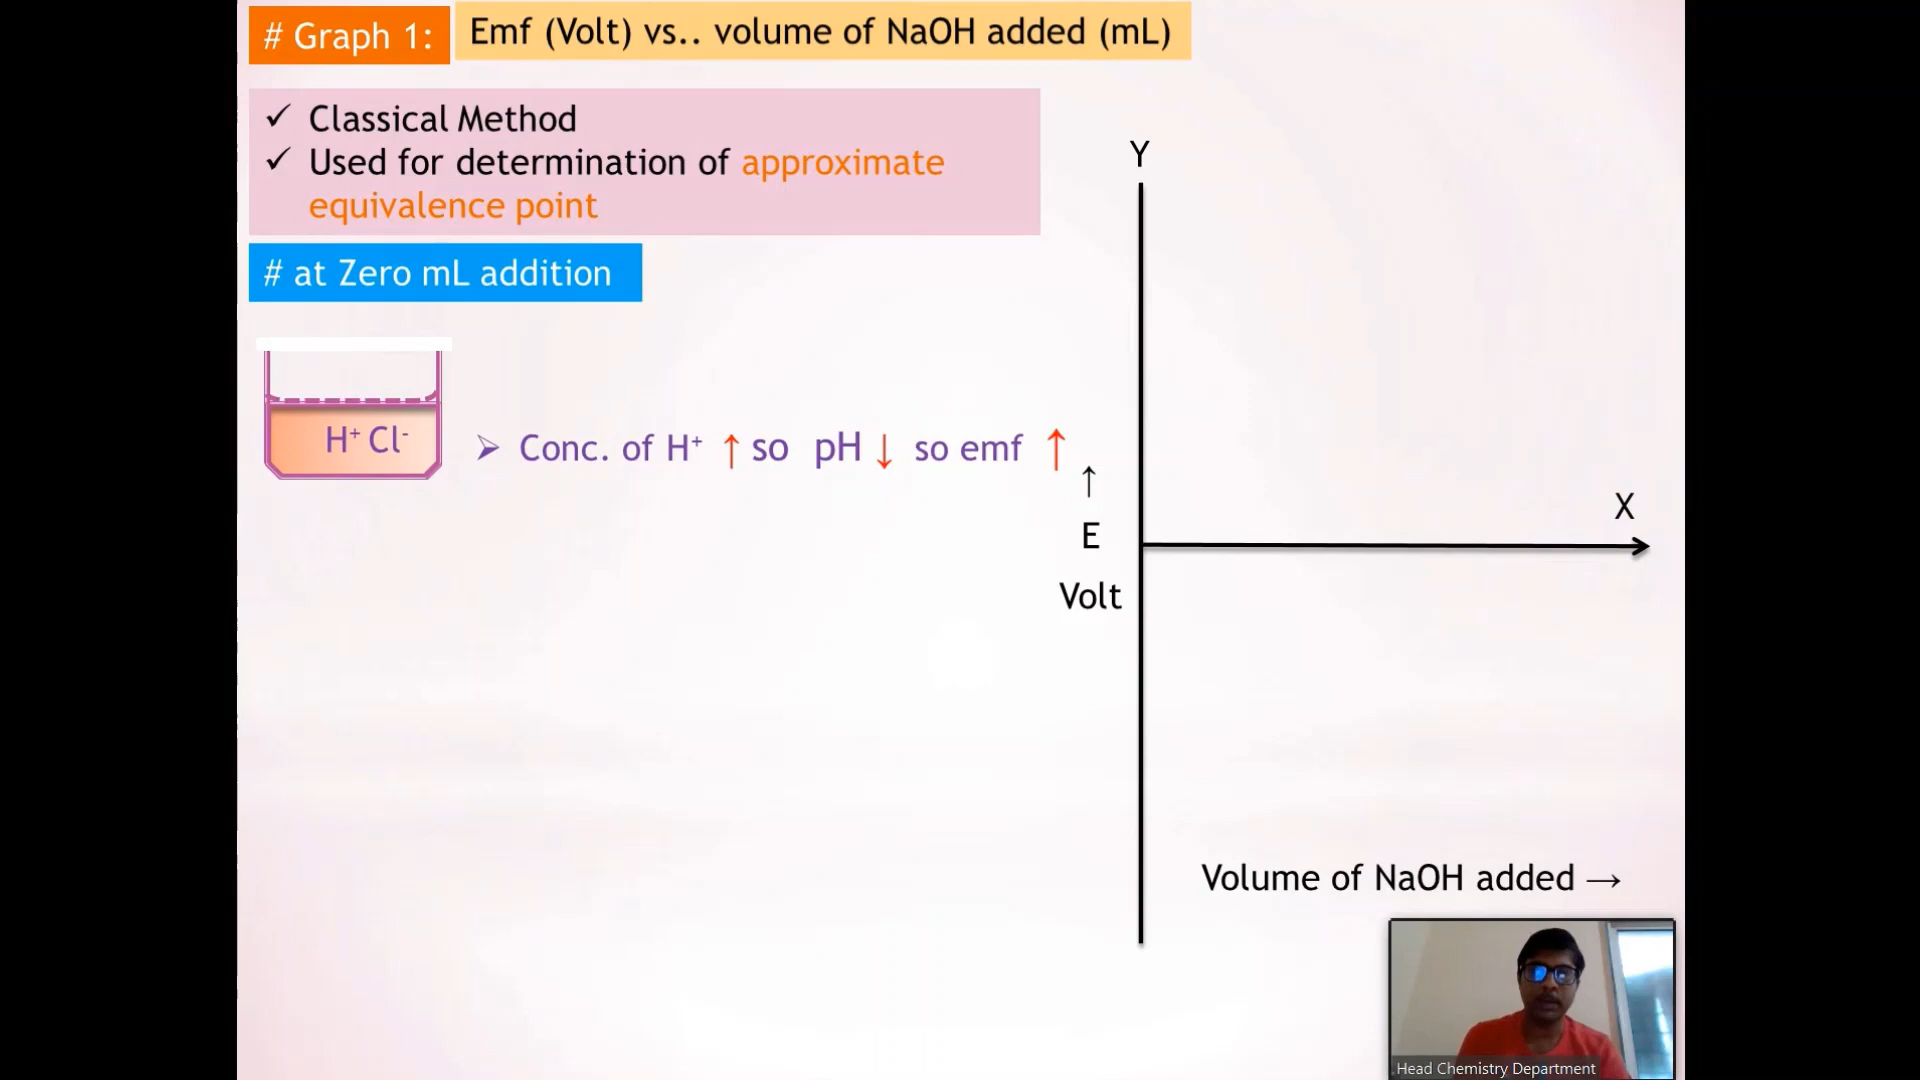 # Graph 1:
Emf (Volt) vs.. volume of NaOH added (mL)
✓ Classical Method
✓ Used for determination of approximate
equivalence point
# at Zero mL addition
H⁺ Cl⁻
➢ Conc. of H⁺ ↑ so pH ↓ so emf ↑
Y
X
↑
E
Volt
Volume of NaOH added →
Head Chemistry Department